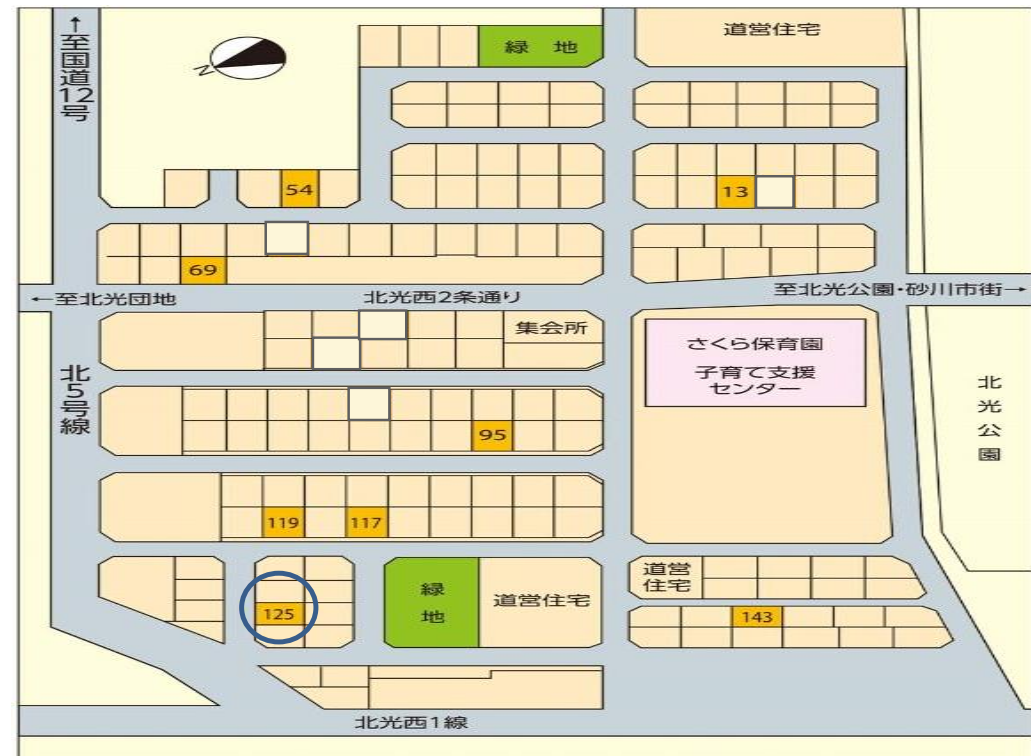 ↑至国道12号
N
緑 地
道営住宅
54
13
69
←至北光団地
北光西2条通り
至北光公園・砂川市街→
集会所
さくら保育園
子育て支援
センター
北5号線
北光公園
95
119
117
125
緑
地
道営住宅
道営
住宅
143
北光西1線